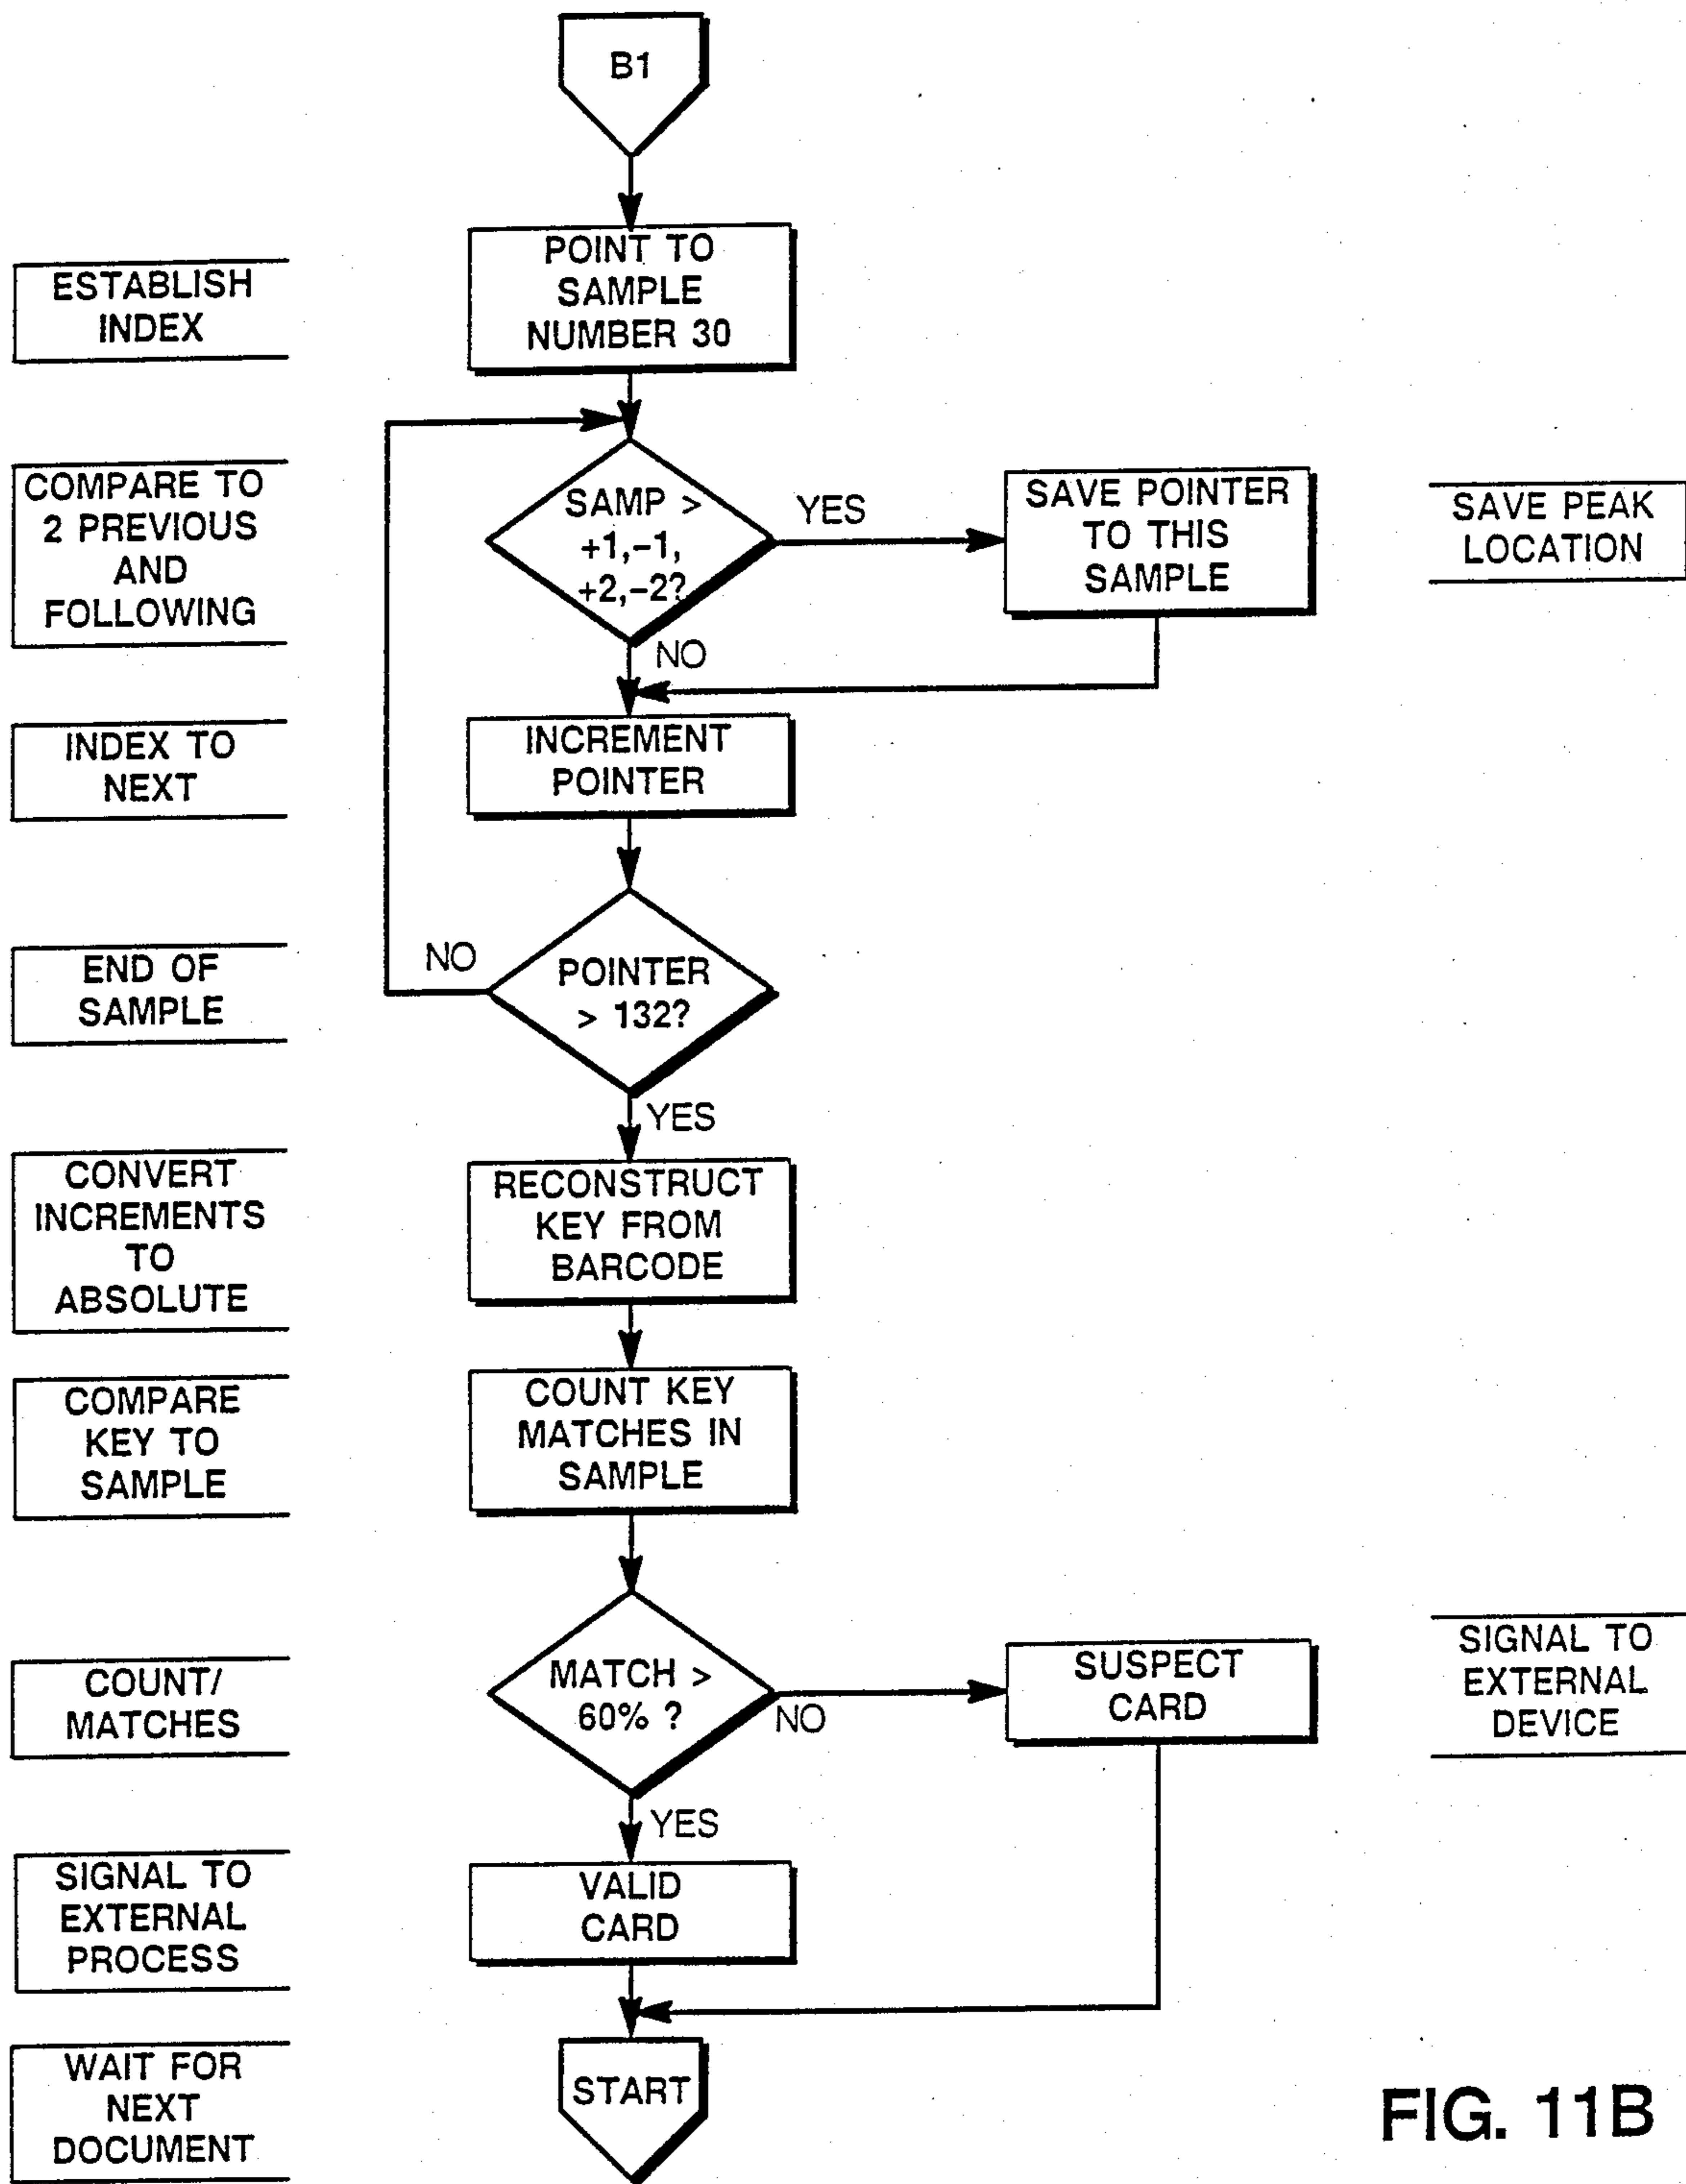 B1
ESTABLISH
INDEX
POINT TO
SAMPLE
NUMBER 30
COMPARE TO
2 PREVIOUS
AND
FOLLOWING
SAMP >
+1,-1,
+2,-2?
YES
SAVE POINTER
TO THIS
SAMPLE
SAVE PEAK
LOCATION
NO
INDEX TO
NEXT
INCREMENT
POINTER
END OF
SAMPLE
NO
POINTER
> 132?
YES
CONVERT
INCREMENTS
TO
ABSOLUTE
RECONSTRUCT
KEY FROM
BARCODE
COMPARE
KEY TO
SAMPLE
COUNT KEY
MATCHES IN
SAMPLE
COUNT/
MATCHES
MATCH >
60% ?
NO
SUSPECT
CARD
SIGNAL TO
EXTERNAL
DEVICE
YES
SIGNAL TO
EXTERNAL
PROCESS
VALID
CARD
WAIT FOR
NEXT
DOCUMENT
START
FIG. 11B